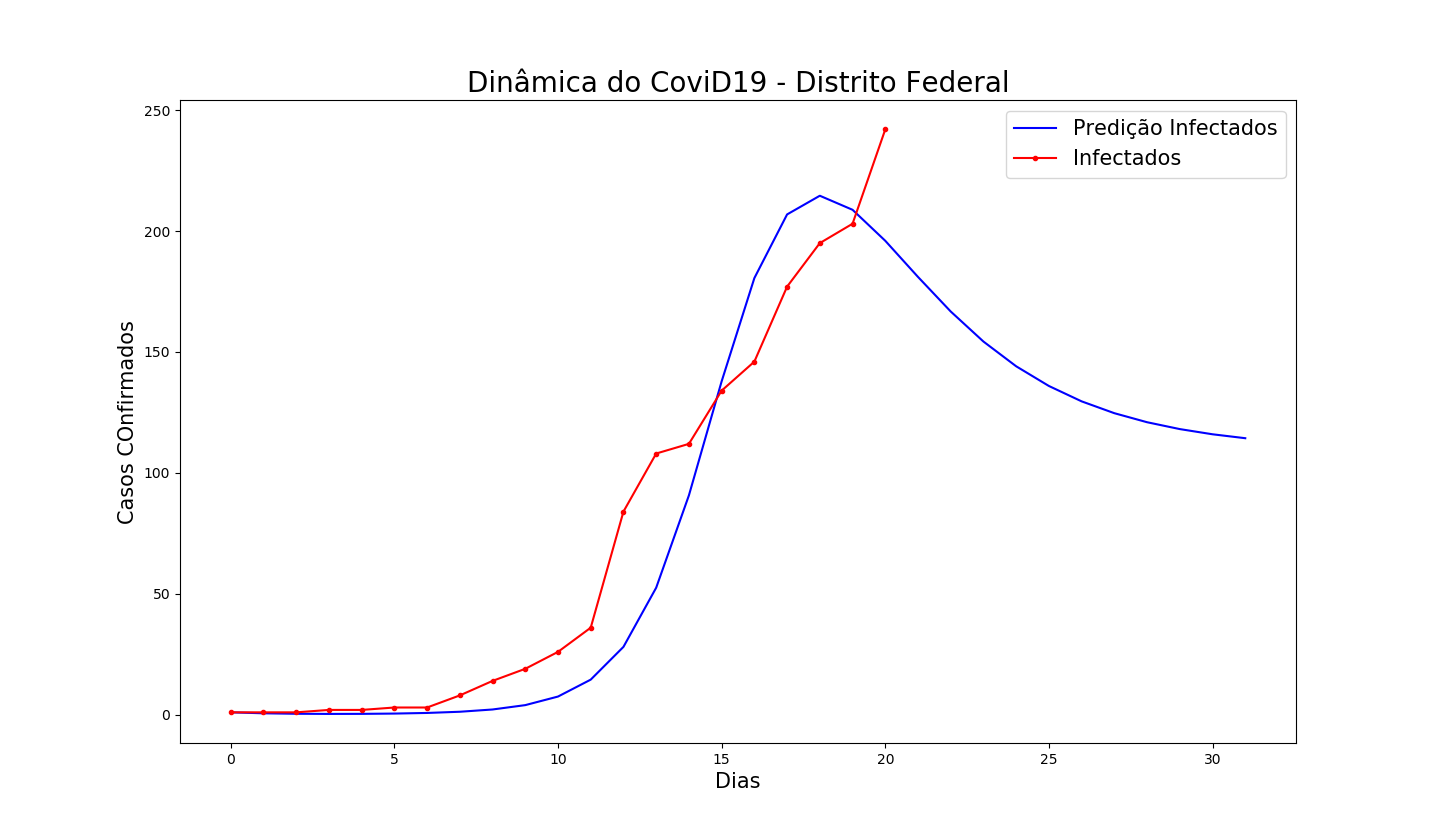 Dinâmica do CoviD19 - Distrito Federal
250
200
150
100
50
0
Casos COnfirmados
Predição Infectados
Infectados
0 5 10 15 20 25 30
Dias